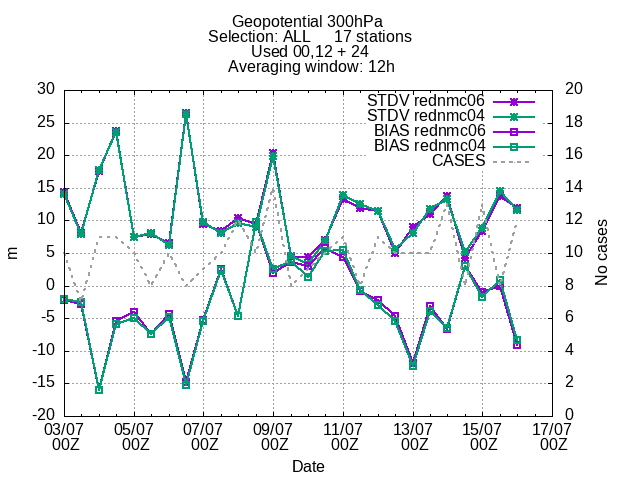 Geopotential 300hPa
Selection: ALL 17 stations
Used 00,12 + 24
Averaging window: 12h
STDV rednmc06
STDV rednmc04
BIAS rednmc06
BIAS rednmc04
CASES
30
25
20
15
10
5
0
-5
-10
-15
-20
m
20
18
16
14
12
10
8
6
4
2
0
No cases
03/07 05/07 07/07 09/07 11/07 13/07 15/07 17/07
00Z 00Z 00Z 00Z 00Z 00Z 00Z 00Z
Date